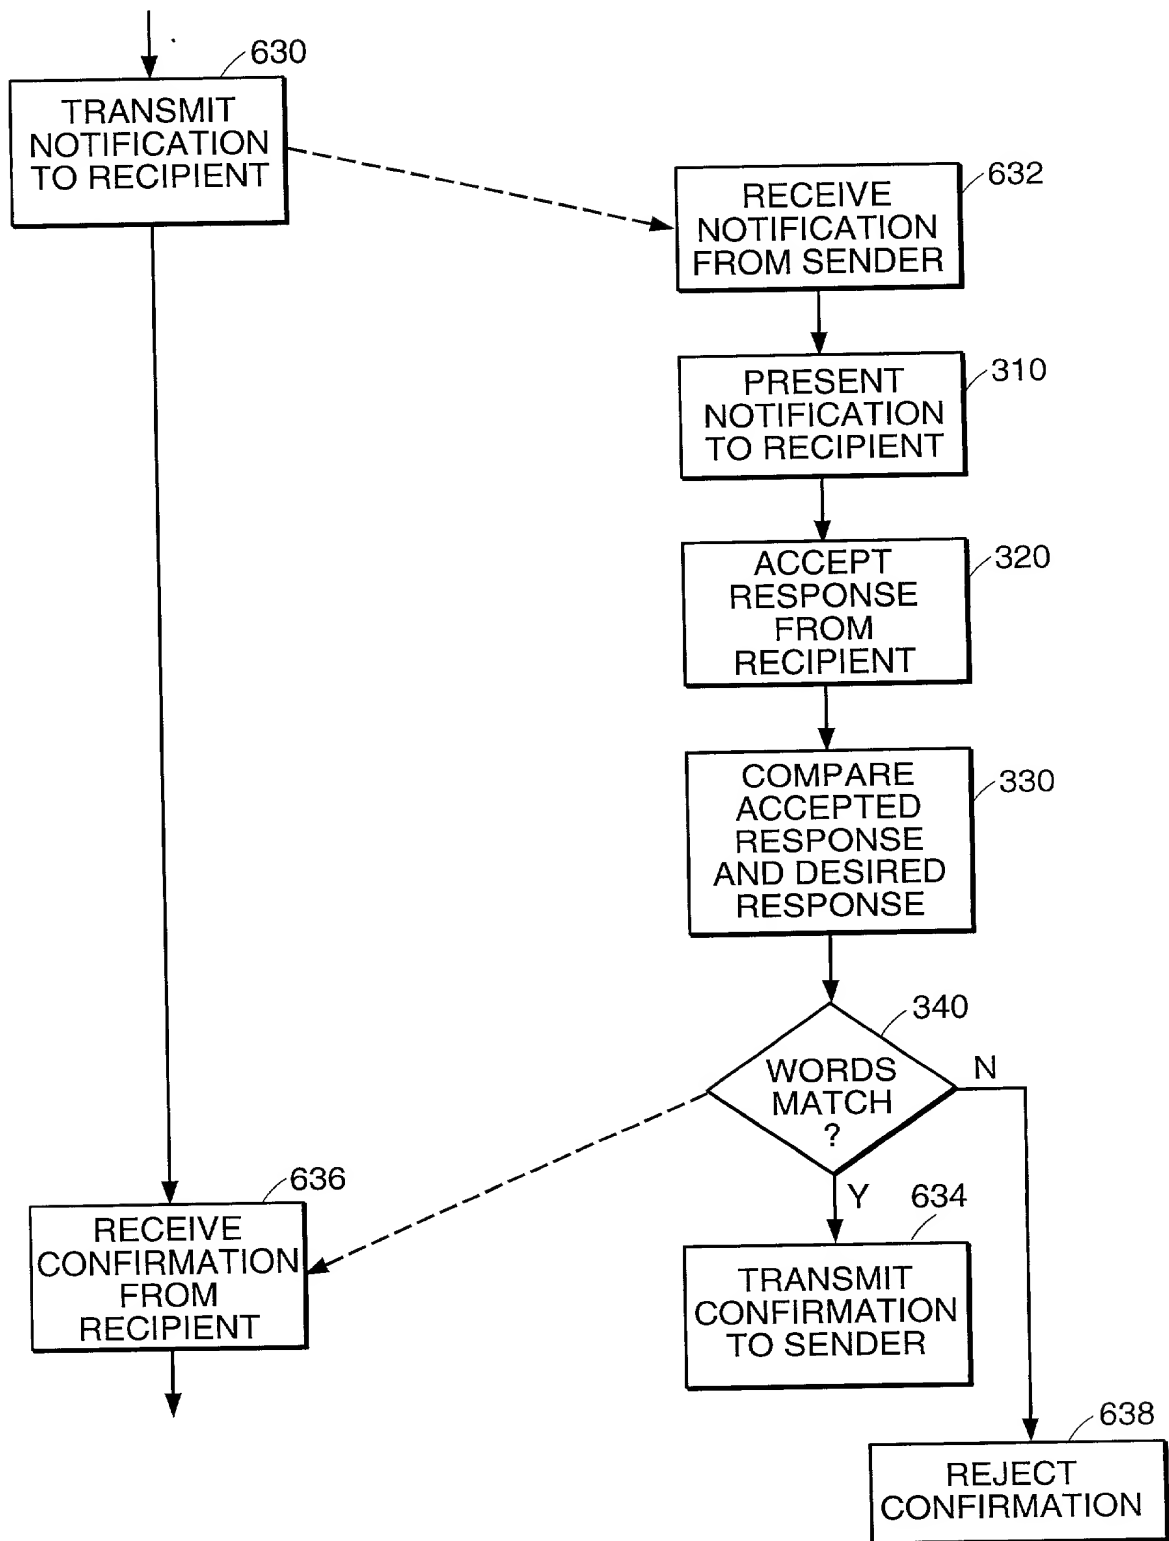 630
TRANSMIT
NOTIFICATION
TO RECIPIENT
632
RECEIVE
NOTIFICATION
FROM SENDER
310
PRESENT
NOTIFICATION
TO RECIPIENT
320
ACCEPT
RESPONSE
FROM
RECIPIENT
330
COMPARE
ACCEPTED
RESPONSE
AND DESIRED
RESPONSE
340
WORDS
MATCH
?
N
Y
636
RECEIVE
CONFIRMATION
FROM
RECIPIENT
634
TRANSMIT
CONFIRMATION
TO SENDER
638
REJECT
CONFIRMATION